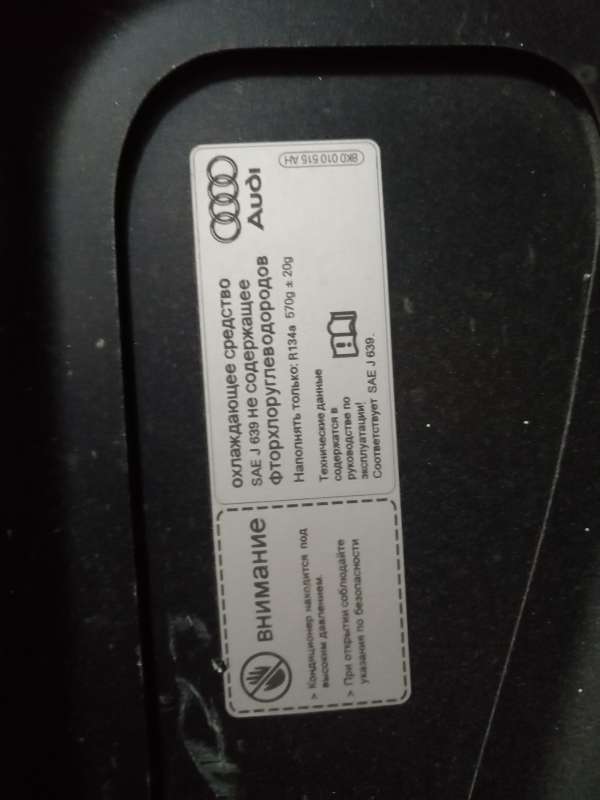 ВНИМАНИЕ
> Кондиционер находится под
высоким давлением.
> При открытии соблюдайте
указания по безопасности
охлаждающее средство
SAE J 639 не содержащее
Фторхлоруглеводородов
Наполнять только: R134a 570g ± 20g
Технические данные
содержатся в
руководстве по
эксплуатации!
Соответствует SAE J 639.
Audi
8K0 010 515 AH